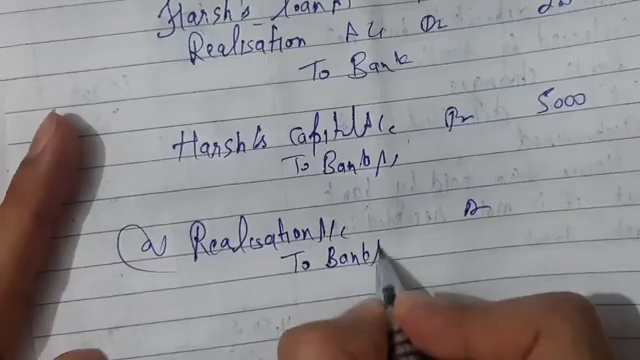 Harsh's Loan A
Realisation A/c Dr
To Bank
Harsh's Capital A/c Dr 5000
To Bank A/c
a) Realisation A/c Dr
To Bank A